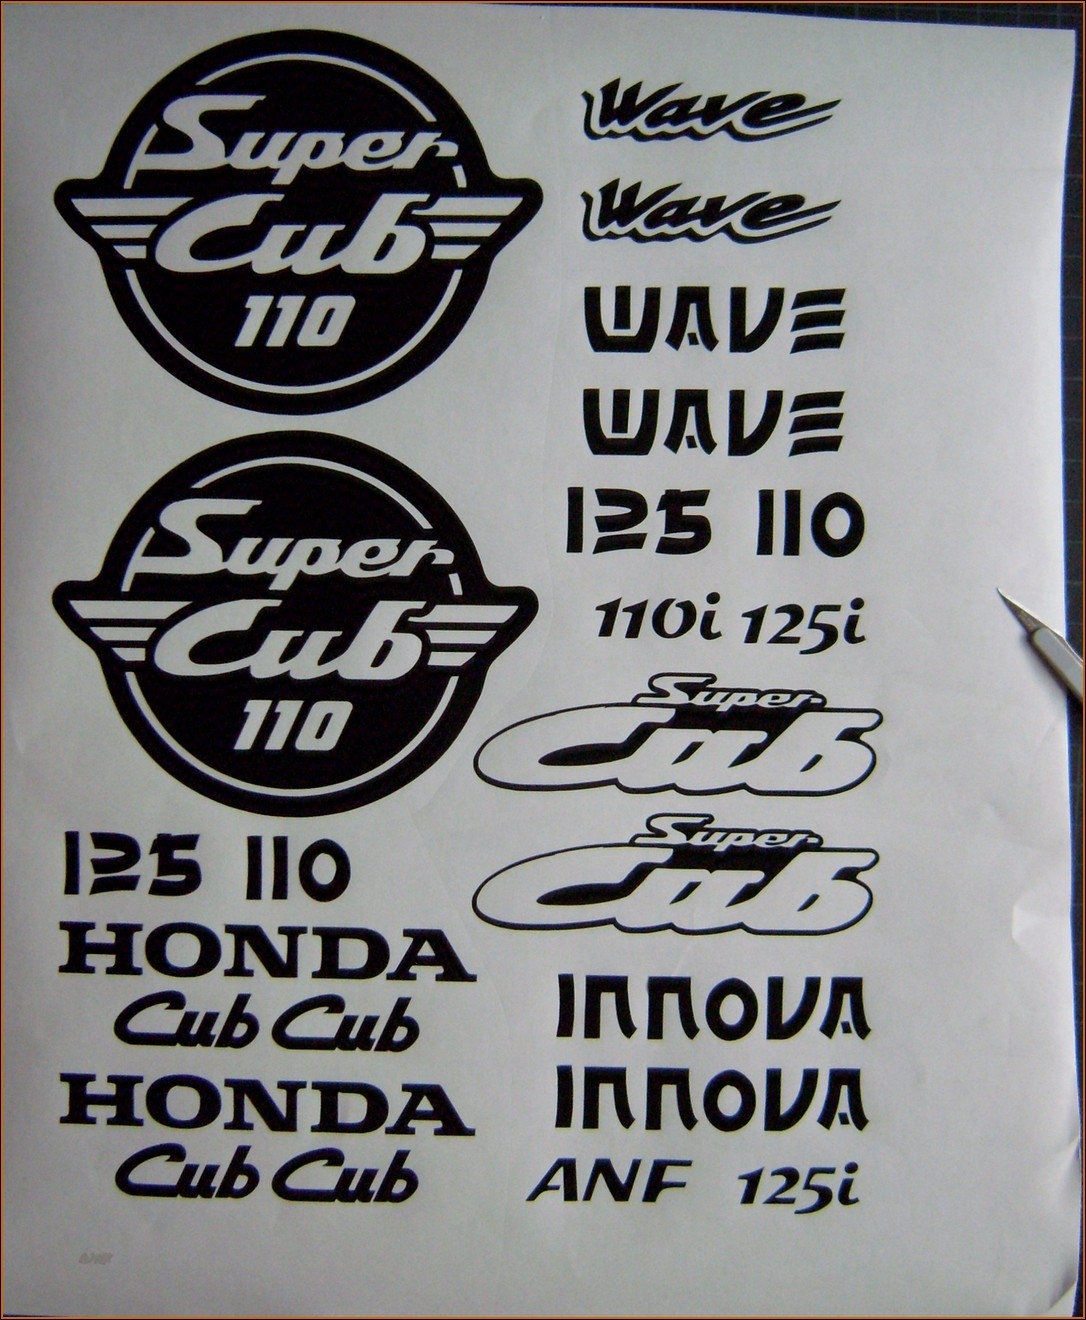 Super
Cub
110
Super
Cub
110
125 110
HONDA
Cub Cub
HONDA
Cub Cub
Wave
Wave
WAVE
WAVE
125 110
110i 125i
Super
Cub
Super
Cub
INNOVA
INNOVA
ANF 125i